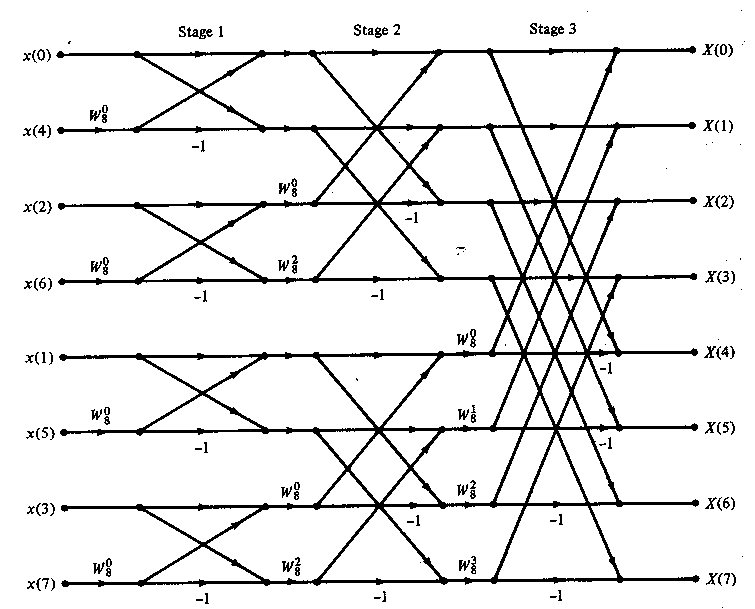 Stage 1 Stage 2 Stage 3
x(0) X(0)
W₈⁰
x(4) -1 X(1)
W₈⁰
x(2) -1 X(2)
W₈⁰ W₈²
x(6) -1 -1 X(3)
W₈⁰
x(1) -1 X(4)
W₈⁰ W₈¹
x(5) -1 -1 X(5)
W₈⁰ W₈²
x(3) -1 -1 X(6)
W₈⁰ W₈² W₈³
x(7) -1 -1 -1 X(7)